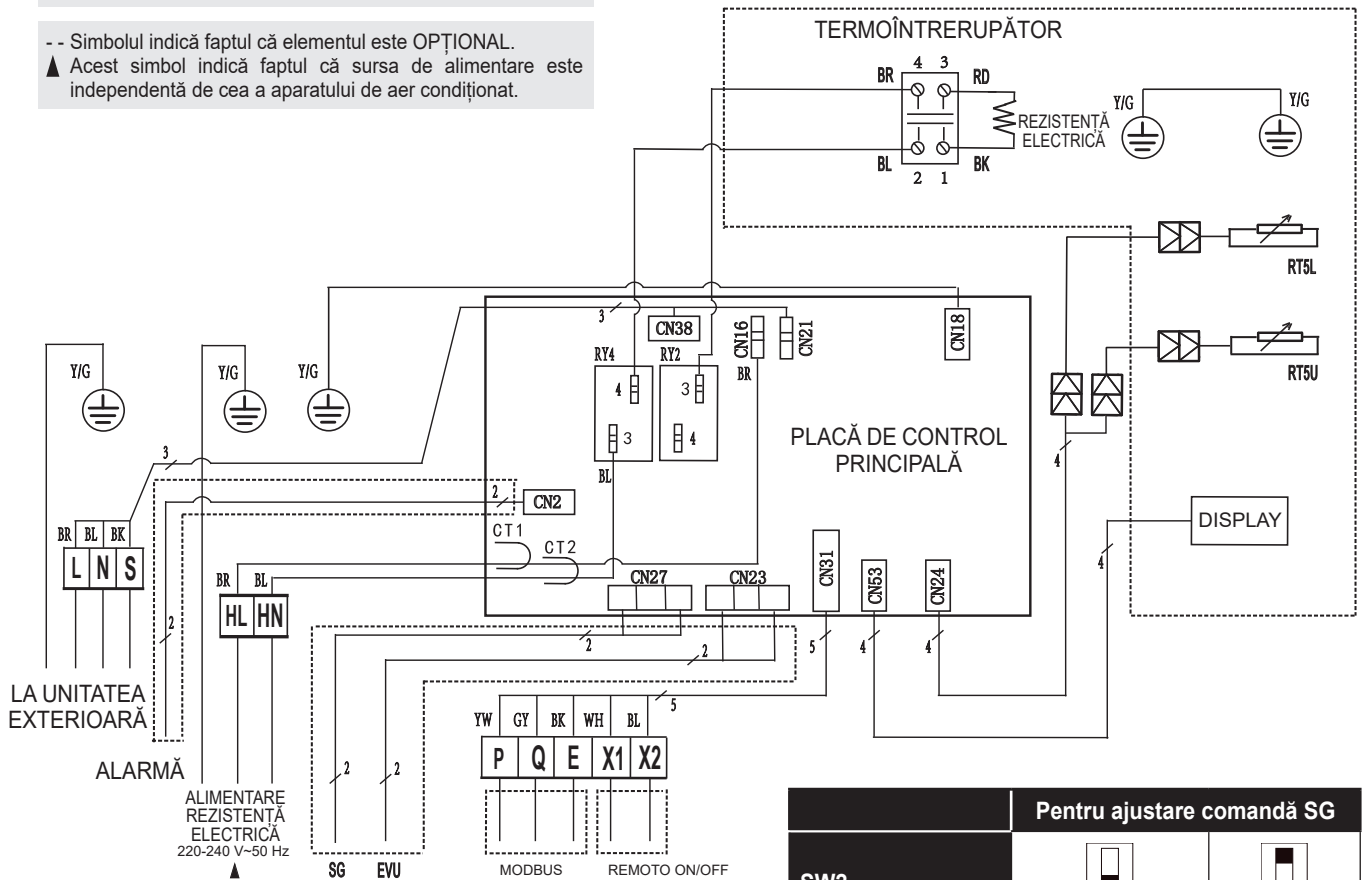 - - Simbolul indică faptul că elementul este OPȚIONAL.
▲ Acest simbol indică faptul că sursa de alimentare este
independentă de cea a aparatului de aer condiționat.
TERMOÎNTRERUPĂTOR
4 3
BR
RD
REZISTENȚĂ
ELECTRICĂ
BL
BK
2 1
Y/G
Y/G
RT5L
RT5U
4
DISPLAY
4
3
CN38
CN16
CN21
CN18
RY4
RY2
BR
4
3
3
4
BL
PLACĂ DE CONTROL
PRINCIPALĂ
Y/G
Y/G
Y/G
3
2
CN2
CT1
CT2
CN27
CN23
CN31
CN53
CN24
BR BL BK
L N S
BR BL
HL HN
2
2
2
5
4
4
LA UNITATEA
EXTERIOARĂ
ALARMĂ
ALIMENTARE
REZISTENȚĂ
ELECTRICĂ
220-240 V~50 Hz
▲
2
2
SG EVU
5
YW GY BK WH BL
P Q E X1 X2
MODBUS
REMOTO ON/OFF
Pentru ajustare comandă SG